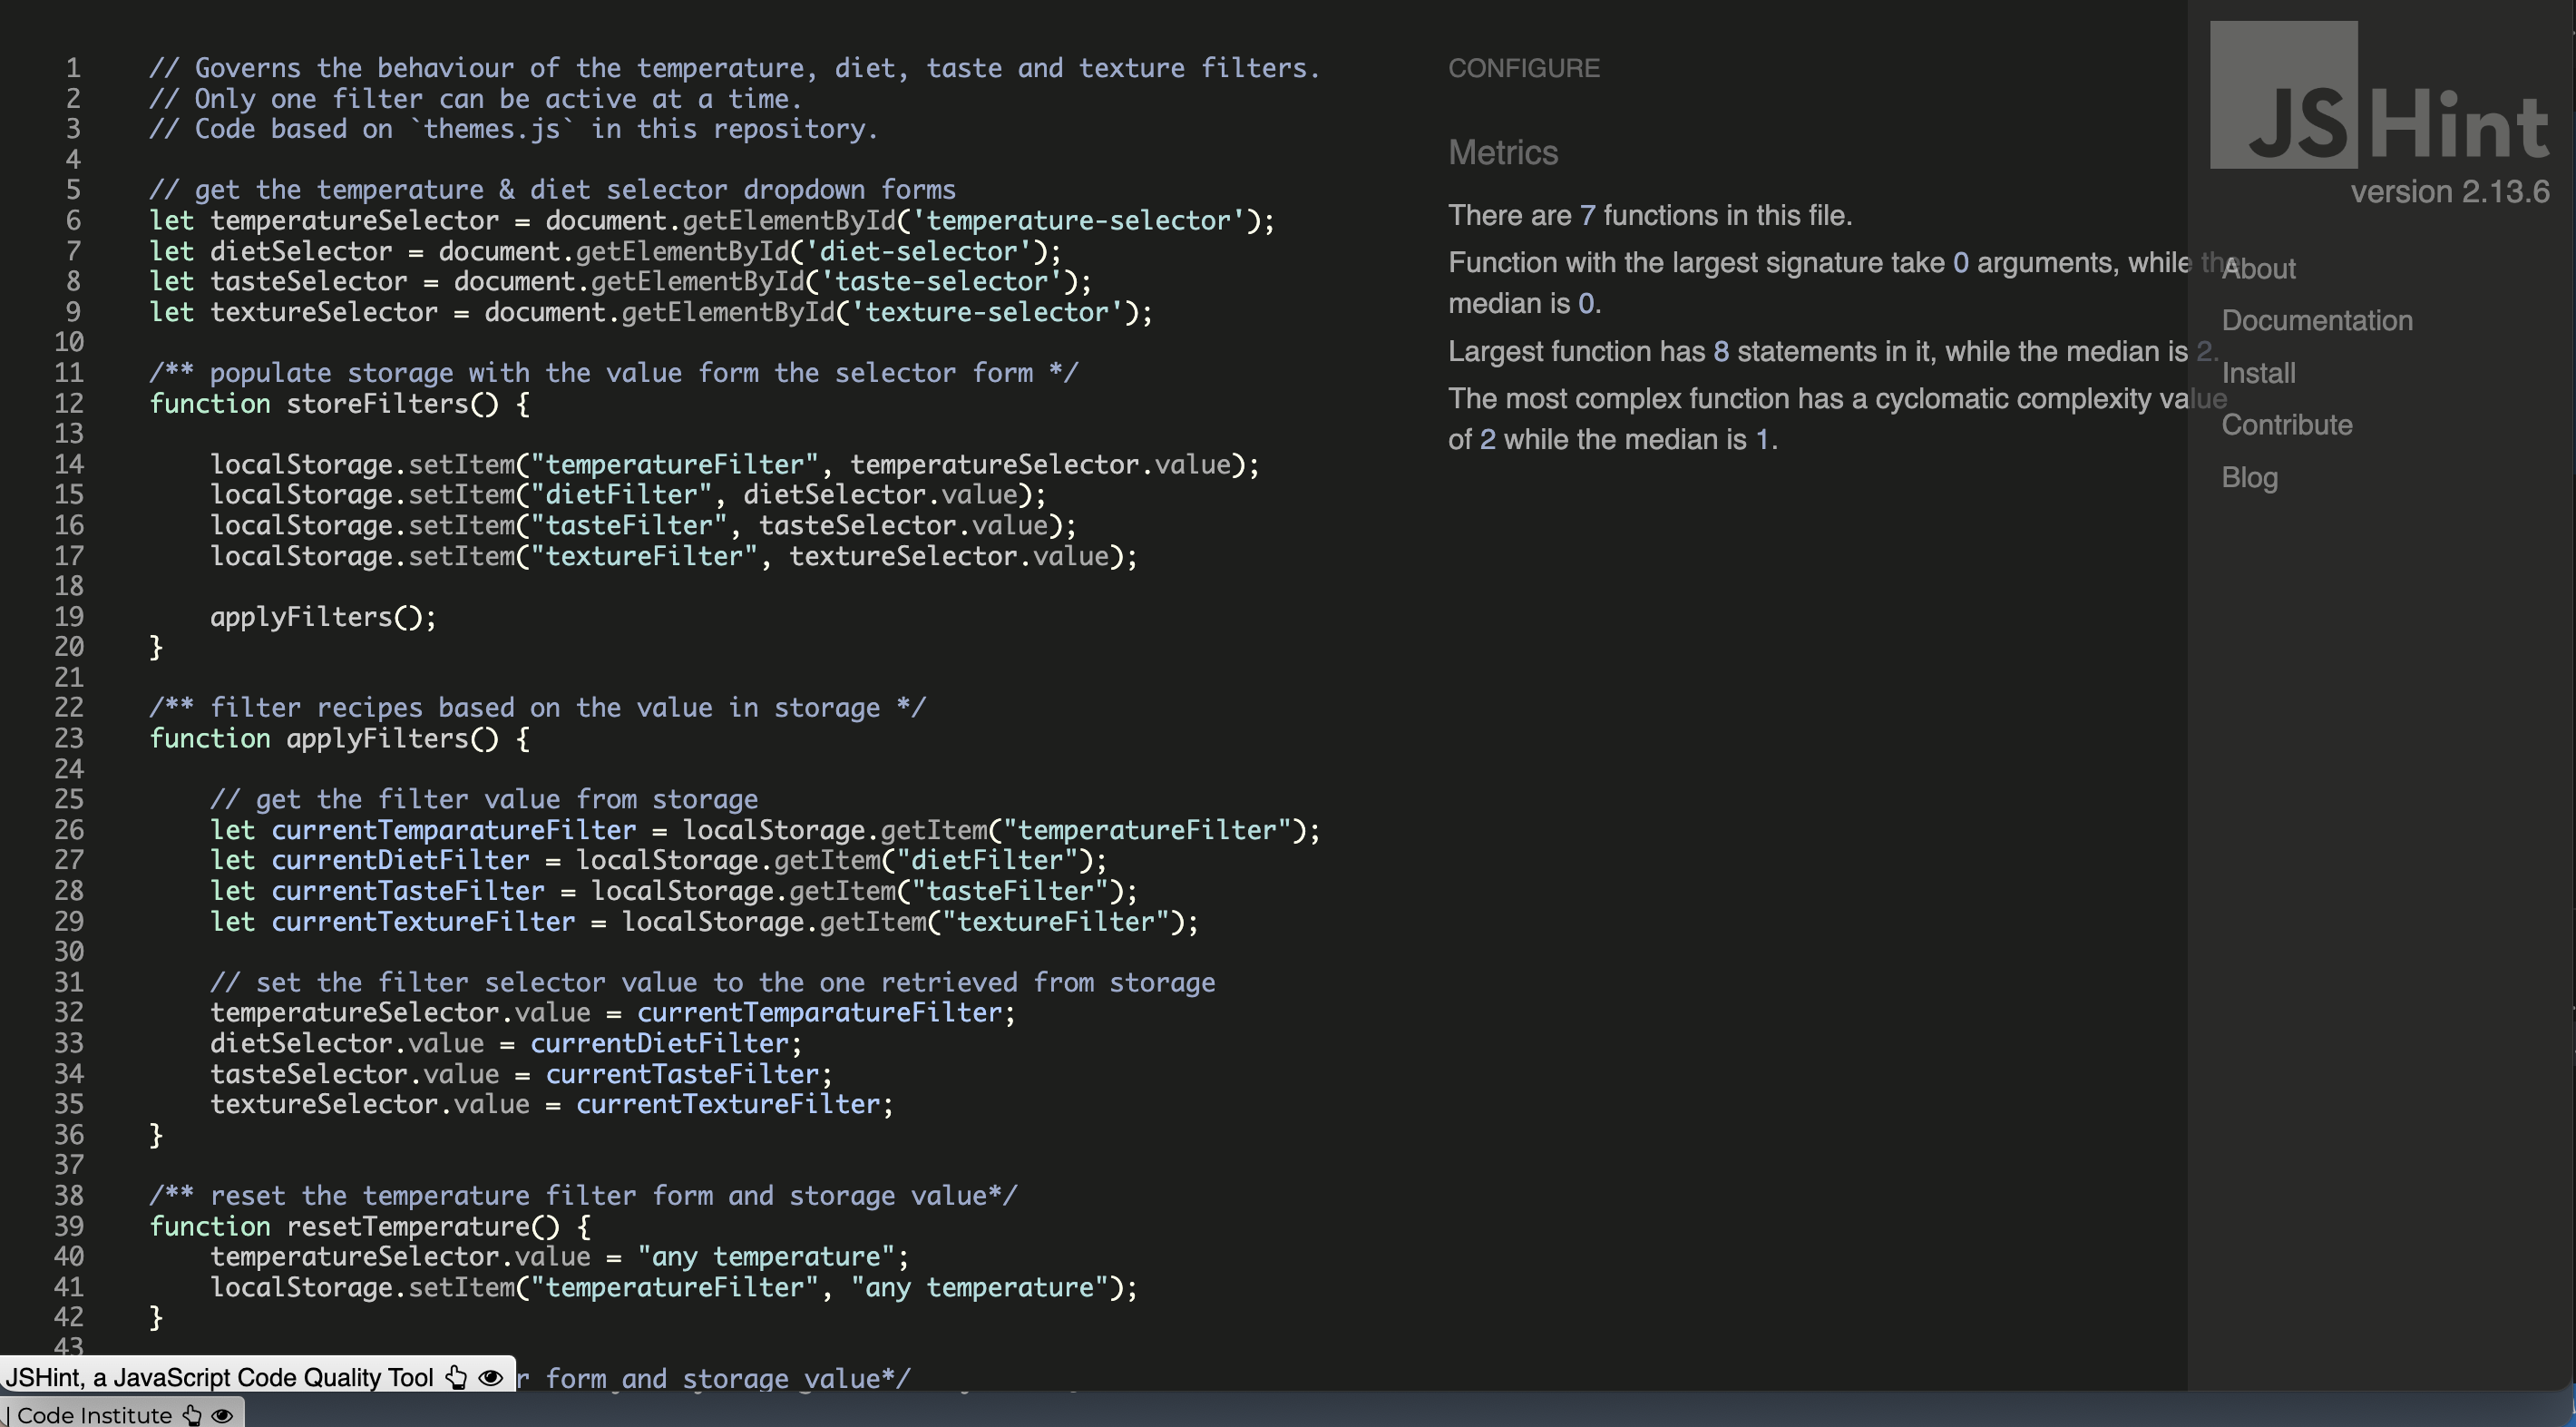 1 // Governs the behaviour of the temperature, diet, taste and texture filters.
2 // Only one filter can be active at a time.
3 // Code based on `themes.js` in this repository.
4
5 // get the temperature & diet selector dropdown forms
6 let temperatureSelector = document.getElementById('temperature-selector');
7 let dietSelector = document.getElementById('diet-selector');
8 let tasteSelector = document.getElementById('taste-selector');
9 let textureSelector = document.getElementById('texture-selector');
10
11 /** populate storage with the value form the selector form */
12 function storeFilters() {
13
14 localStorage.setItem("temperatureFilter", temperatureSelector.value);
15 localStorage.setItem("dietFilter", dietSelector.value);
16 localStorage.setItem("tasteFilter", tasteSelector.value);
17 localStorage.setItem("textureFilter", textureSelector.value);
18
19 applyFilters();
20 }
21
22 /** filter recipes based on the value in storage */
23 function applyFilters() {
24
25 // get the filter value from storage
26 let currentTemparatureFilter = localStorage.getItem("temperatureFilter");
27 let currentDietFilter = localStorage.getItem("dietFilter");
28 let currentTasteFilter = localStorage.getItem("tasteFilter");
29 let currentTextureFilter = localStorage.getItem("textureFilter");
30
31 // set the filter selector value to the one retrieved from storage
32 temperatureSelector.value = currentTemparatureFilter;
33 dietSelector.value = currentDietFilter;
34 tasteSelector.value = currentTasteFilter;
35 textureSelector.value = currentTextureFilter;
36 }
37
38 /** reset the temperature filter form and storage value*/
39 function resetTemperature() {
40 temperatureSelector.value = "any temperature";
41 localStorage.setItem("temperatureFilter", "any temperature");
42 }
43
r form and storage value*/
JSHint, a JavaScript Code Quality Tool
| Code Institute
CONFIGURE
Metrics
There are 7 functions in this file.
Function with the largest signature take 0 arguments, while the
median is 0.
Largest function has 8 statements in it, while the median is 2.
The most complex function has a cyclomatic complexity value
of 2 while the median is 1.
JSHint
version 2.13.6
About
Documentation
Install
Contribute
Blog